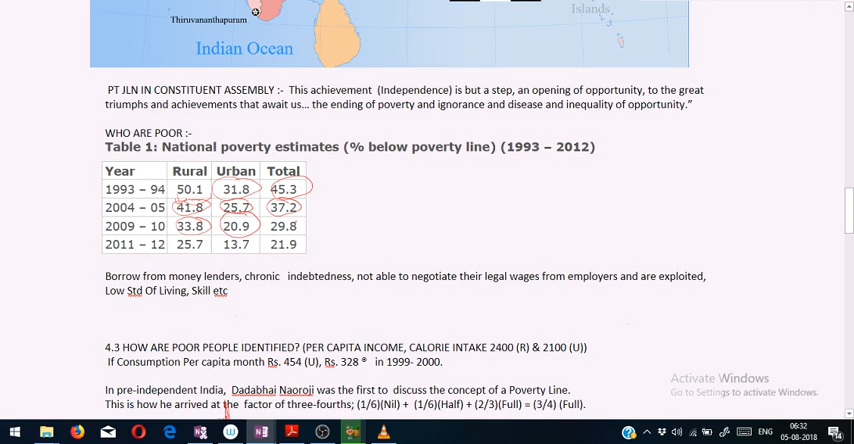 Thiruvananthapuram
Islands
Indian Ocean
PT JLN IN CONSTITUENT ASSEMBLY :- This achievement (Independence) is but a step, an opening of opportunity, to the great
triumphs and achievements that await us... the ending of poverty and ignorance and disease and inequality of opportunity.”
WHO ARE POOR :-
Table 1: National poverty estimates (% below poverty line) (1993 – 2012)
Year Rural Urban Total
1993 – 94 50.1 31.8 45.3
2004 – 05 41.8 25.7 37.2
2009 – 10 33.8 20.9 29.8
2011 – 12 25.7 13.7 21.9
Borrow from money lenders, chronic indebtedness, not able to negotiate their legal wages from employers and are exploited,
Low Std Of Living, Skill etc
4.3 HOW ARE POOR PEOPLE IDENTIFIED? (PER CAPITA INCOME, CALORIE INTAKE 2400 (R) & 2100 (U))
If Consumption Per capita month Rs. 454 (U), Rs. 328 ® in 1999- 2000.
Activate Windows
Go to Settings to activate Windows.
In pre-independent India, Dadabhai Naoroji was the first to discuss the concept of a Poverty Line.
This is how he arrived at the factor of three-fourths; (1/6)(Nil) + (1/6)(Half) + (2/3)(Full) = (3/4) (Full).
ENG
06:32
05-08-2018
14